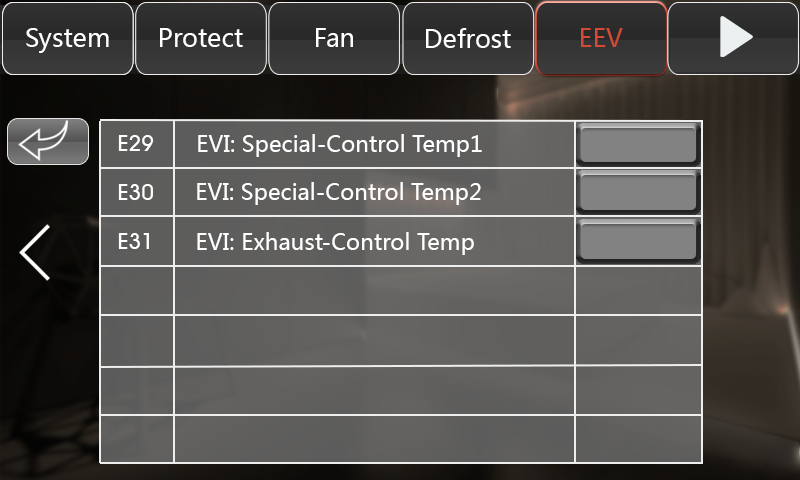 System Protect Fan Defrost EEV
E29 EVI: Special-Control Temp1
E30 EVI: Special-Control Temp2
E31 EVI: Exhaust-Control Temp